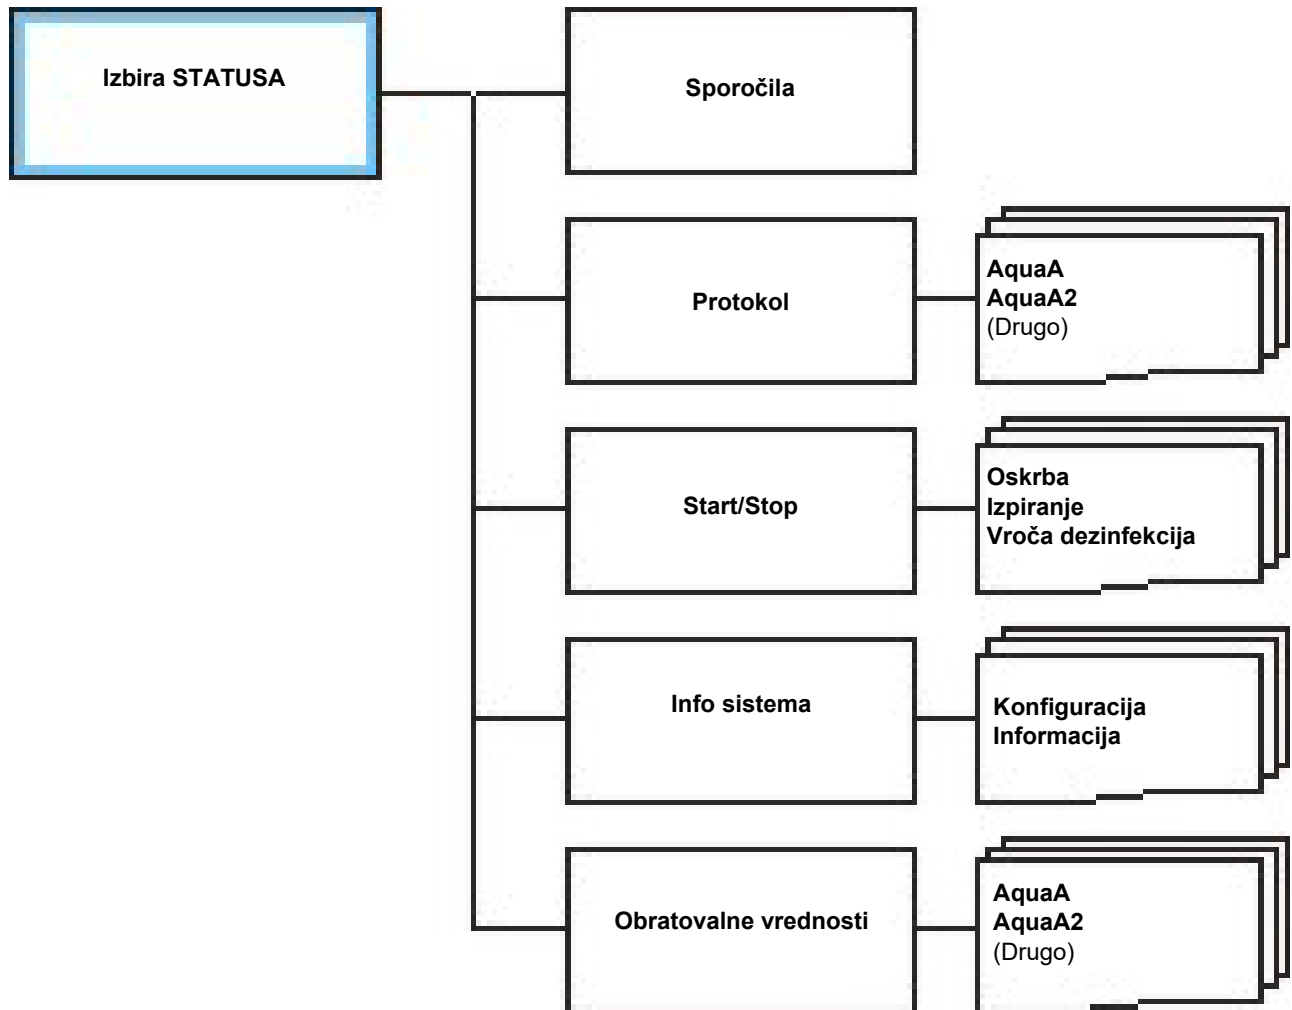 Izbira STATUSA
Sporočila
Protokol
AquaA
AquaA2
(Drugo)
Start/Stop
Oskrba
Izpiranje
Vroča dezinfekcija
Info sistema
Konfiguracija
Informacija
Obratovalne vrednosti
AquaA
AquaA2
(Drugo)